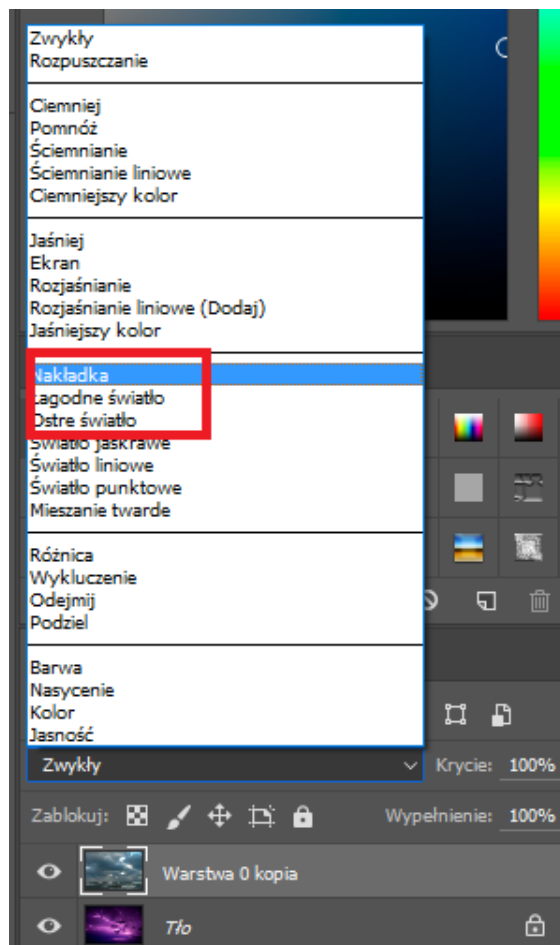 Zwykły
Rozpuszczanie
Ciemniej
Pomnóż
Ściemnianie
Ściemnianie liniowe
Ciemniejszy kolor
Jaśniej
Ekran
Rozjaśnianie
Rozjaśnianie liniowe (Dodaj)
Jaśniejszy kolor
Nakładka
Łagodne światło
Ostre światło
Światło jaskrawe
Światło liniowe
Światło punktowe
Mieszanie twarde
Różnica
Wykluczenie
Odejmij
Podziel
Barwa
Nasycenie
Kolor
Jasność
Zwykły Krycie: 100%
Zablokuj: Wypełnienie: 100%
Warstwa 0 kopia
Tło